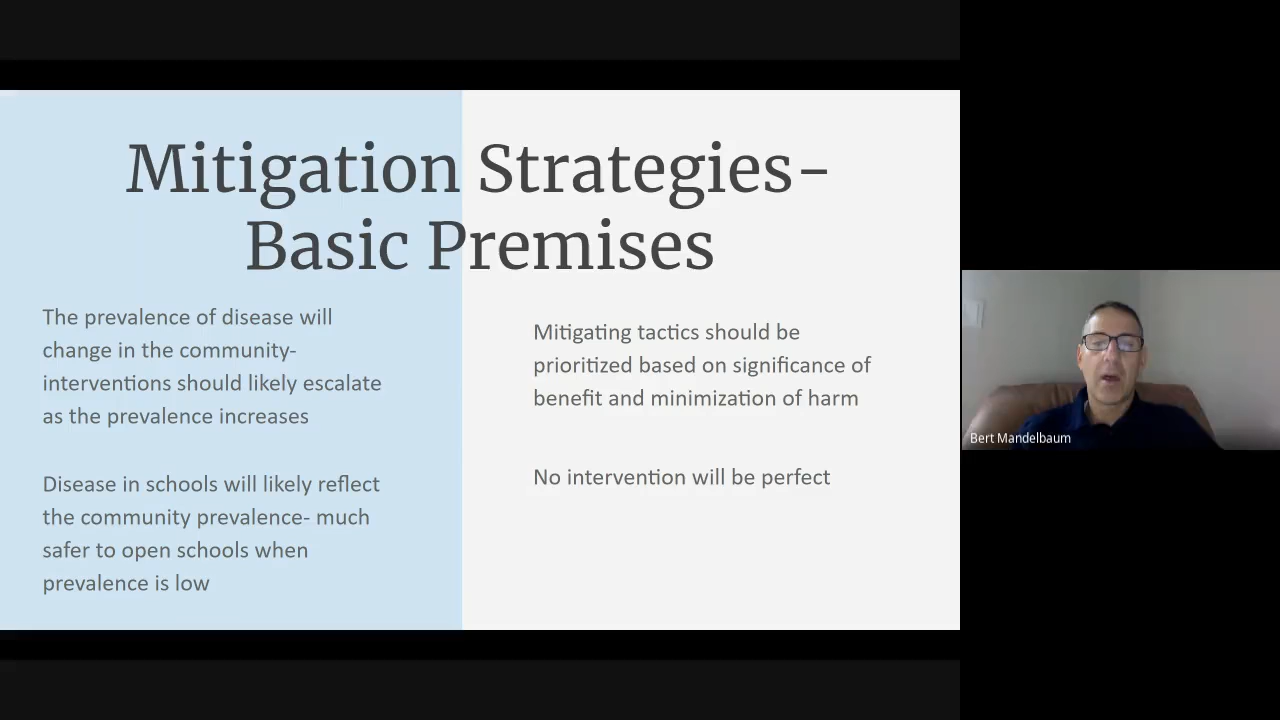 Mitigation Strategies-
Basic Premises
The prevalence of disease will
change in the community-
interventions should likely escalate
as the prevalence increases
Disease in schools will likely reflect
the community prevalence- much
safer to open schools when
prevalence is low
Mitigating tactics should be
prioritized based on significance of
benefit and minimization of harm
No intervention will be perfect
Bert Mandelbaum